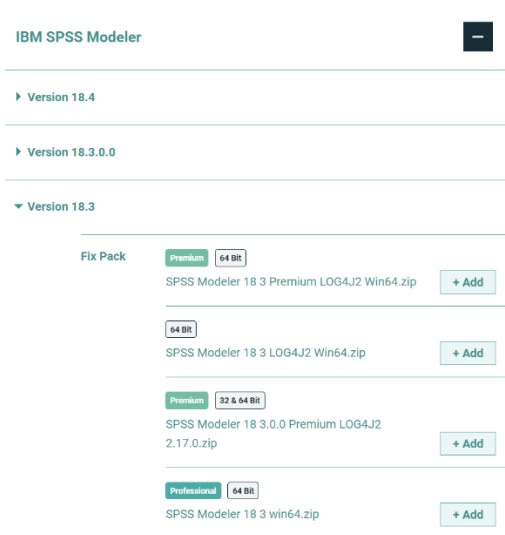 IBM SPSS Modeler
Version 18.4
Version 18.3.0.0
Version 18.3
Fix Pack
Premium 64 Bit
SPSS Modeler 18 3 Premium LOG4J2 Win64.zip
+ Add
64 Bit
SPSS Modeler 18 3 LOG4J2 Win64.zip
+ Add
Premium 32 & 64 Bit
SPSS Modeler 18 3.0.0 Premium LOG4J2
2.17.0.zip
+ Add
Professional 64 Bit
SPSS Modeler 18 3 win64.zip
+ Add